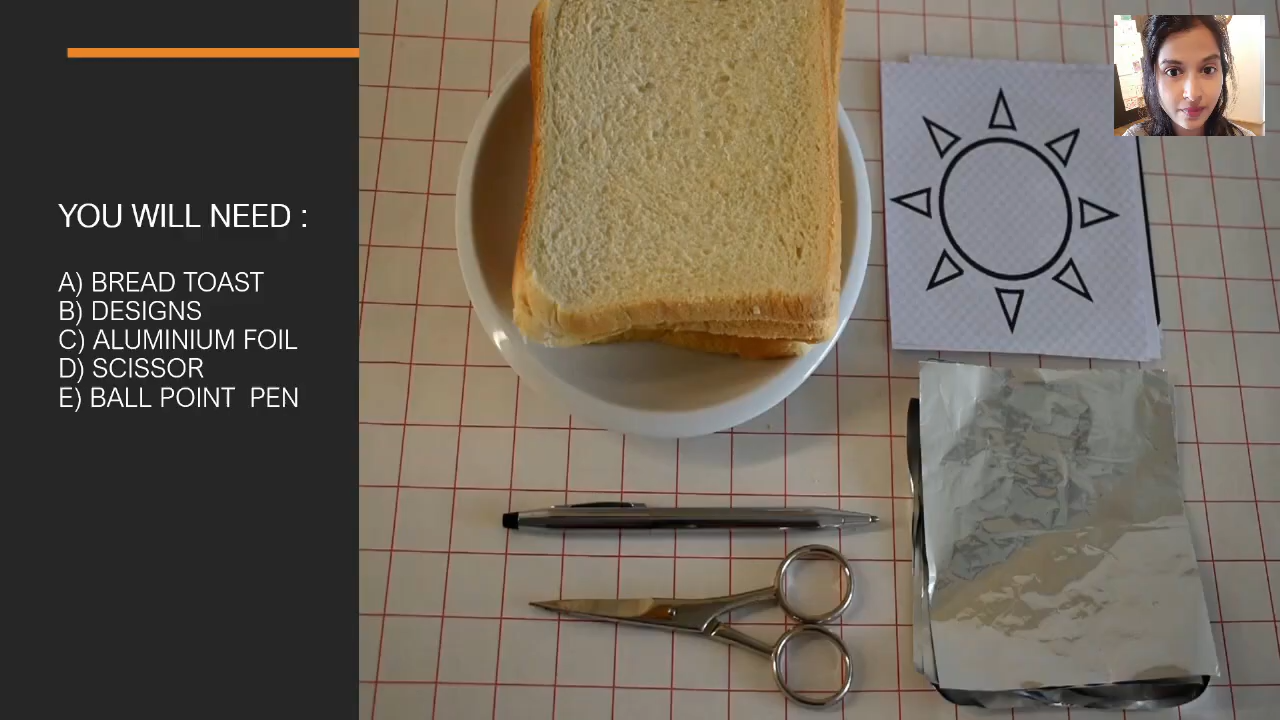 YOU WILL NEED :
A) BREAD TOAST
B) DESIGNS
C) ALUMINIUM FOIL
D) SCISSOR
E) BALL POINT  PEN